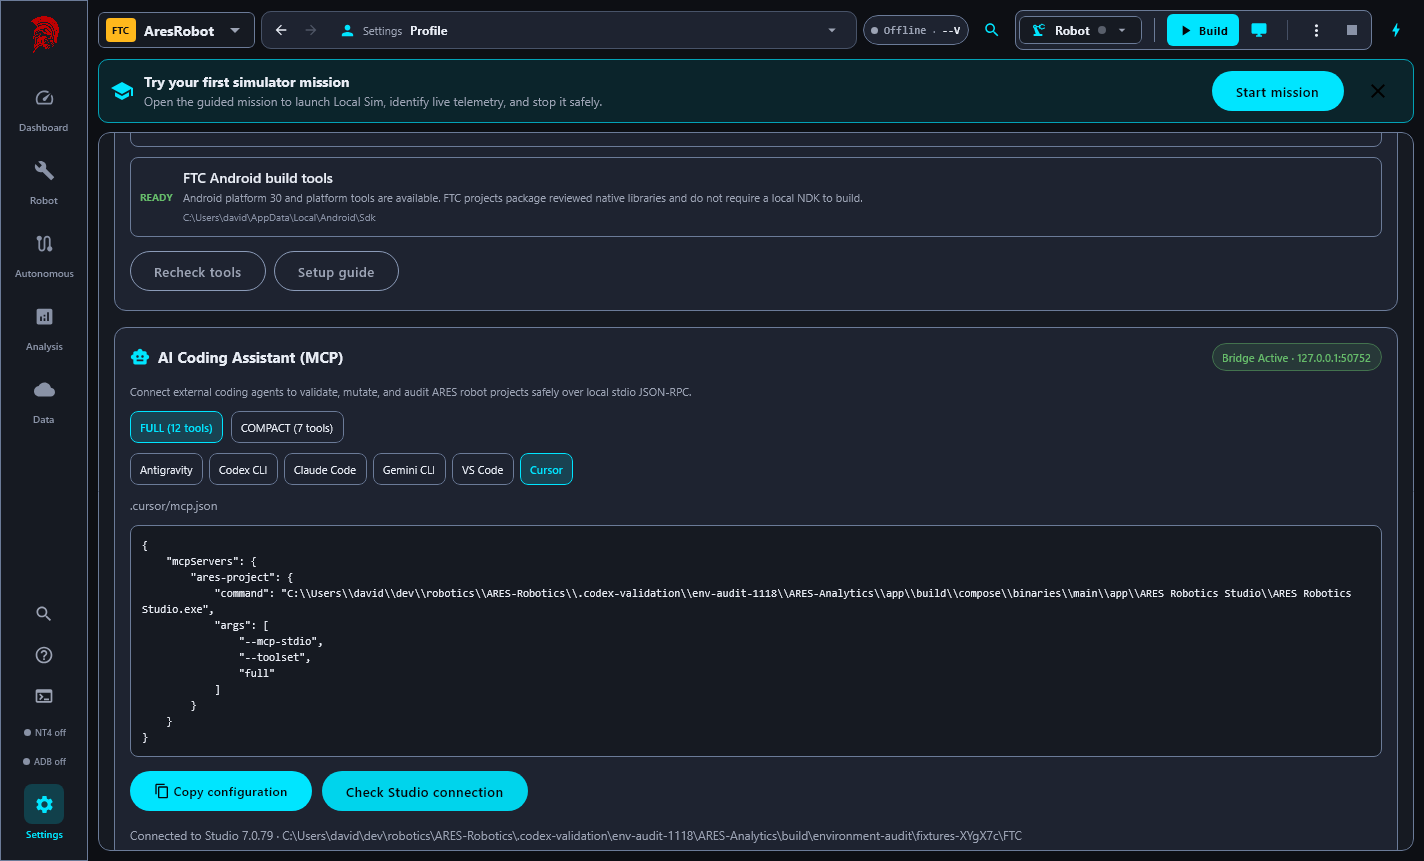 FTC AresRobot
Settings Profile
Offline · --V
Robot
Build
Try your first simulator mission
Open the guided mission to launch Local Sim, identify live telemetry, and stop it safely.
Start mission
Dashboard
Robot
Autonomous
Analysis
Data
NT4 off
ADB off
Settings
FTC Android build tools
READY
Android platform 30 and platform tools are available. FTC projects package reviewed native libraries and do not require a local NDK to build.
C:\Users\david\AppData\Local\Android\Sdk
Recheck tools
Setup guide
AI Coding Assistant (MCP)
Bridge Active · 127.0.0.1:50752
Connect external coding agents to validate, mutate, and audit ARES robot projects safely over local stdio JSON-RPC.
FULL (12 tools)
COMPACT (7 tools)
Antigravity
Codex CLI
Claude Code
Gemini CLI
VS Code
Cursor
.cursor/mcp.json
{
"mcpServers": {
"ares-project": {
"command": "C:\\Users\\david\\dev\\robotics\\ARES-Robotics\\.codex-validation\\env-audit-1118\\ARES-Analytics\\app\\build\\compose\\binaries\\main\\app\\ARES Robotics Studio\\ARES Robotics
Studio.exe",
"args": [
"--mcp-stdio",
"--toolset",
"full"
]
}
}
}
Copy configuration
Check Studio connection
Connected to Studio 7.0.79 · C:\Users\david\dev\robotics\ARES-Robotics\.codex-validation\env-audit-1118\ARES-Analytics\build\environment-audit\fixtures-XYgX7c\FTC